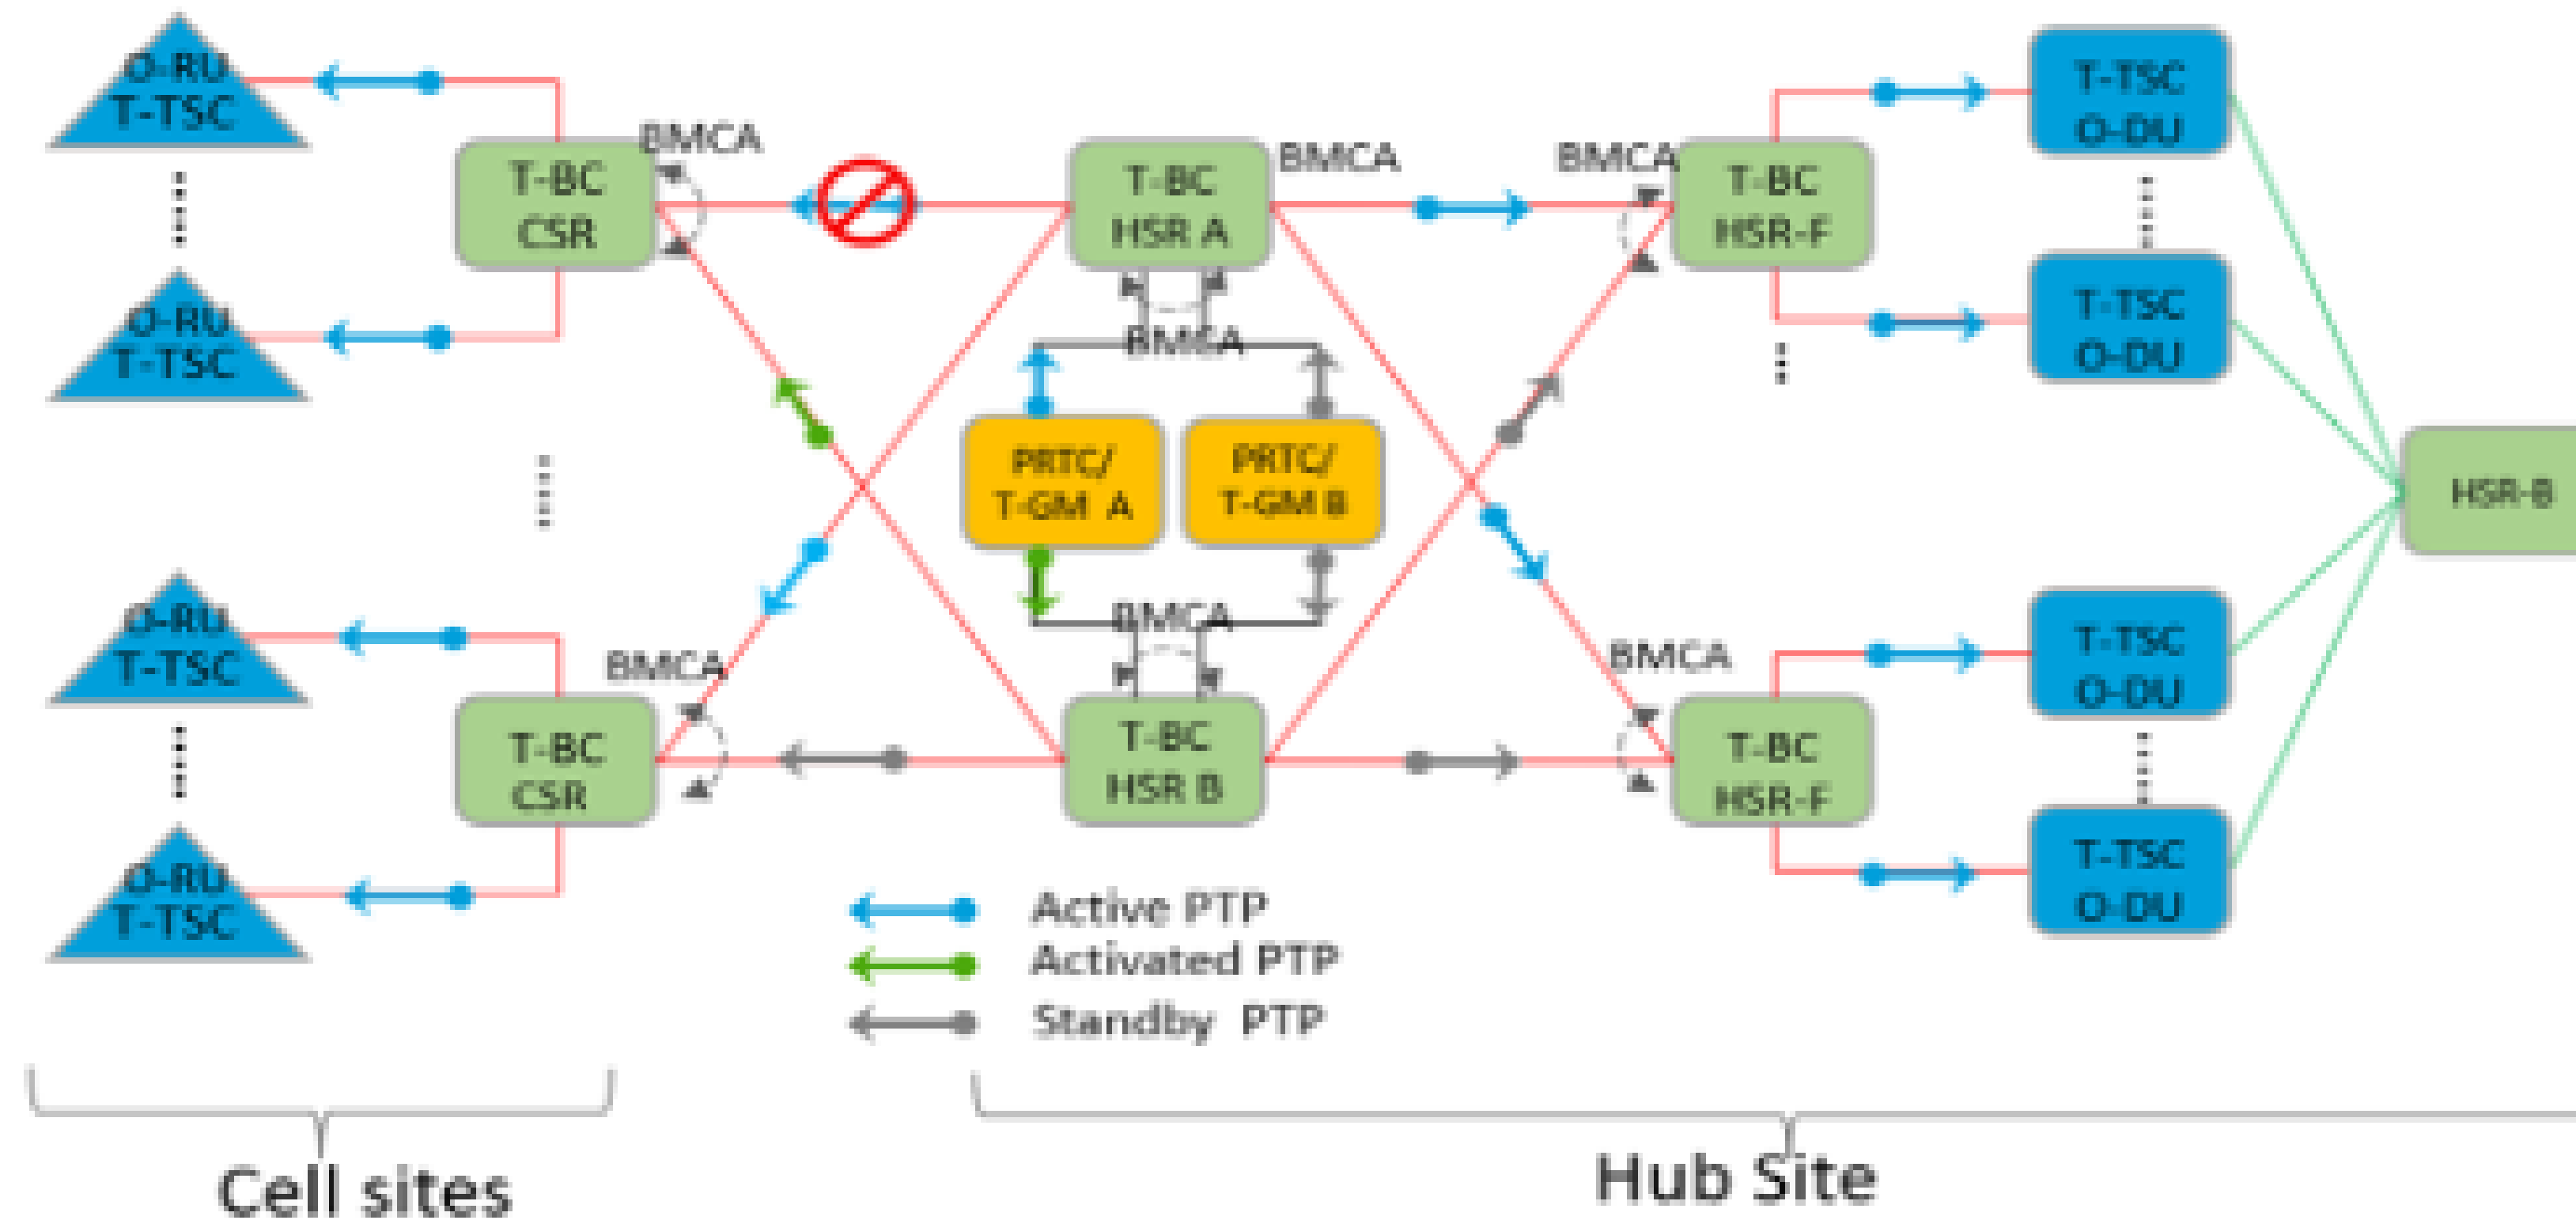 O-RU
T-TSC
O-RU
T-TSC
O-RU
T-TSC
O-RU
T-TSC
T-BC
CSR
BMCA
T-BC
CSR
BMCA
T-BC
HSR A
BMCA
BMCA
PRTC/
T-GM A
PRTC/
T-GM B
BMCA
T-BC
HSR B
BMCA
T-BC
HSR-F
BMCA
T-BC
HSR-F
T-TSC
O-DU
T-TSC
O-DU
T-TSC
O-DU
T-TSC
O-DU
HSR-B
Active PTP
Activated PTP
Standby PTP
Cell sites
Hub Site